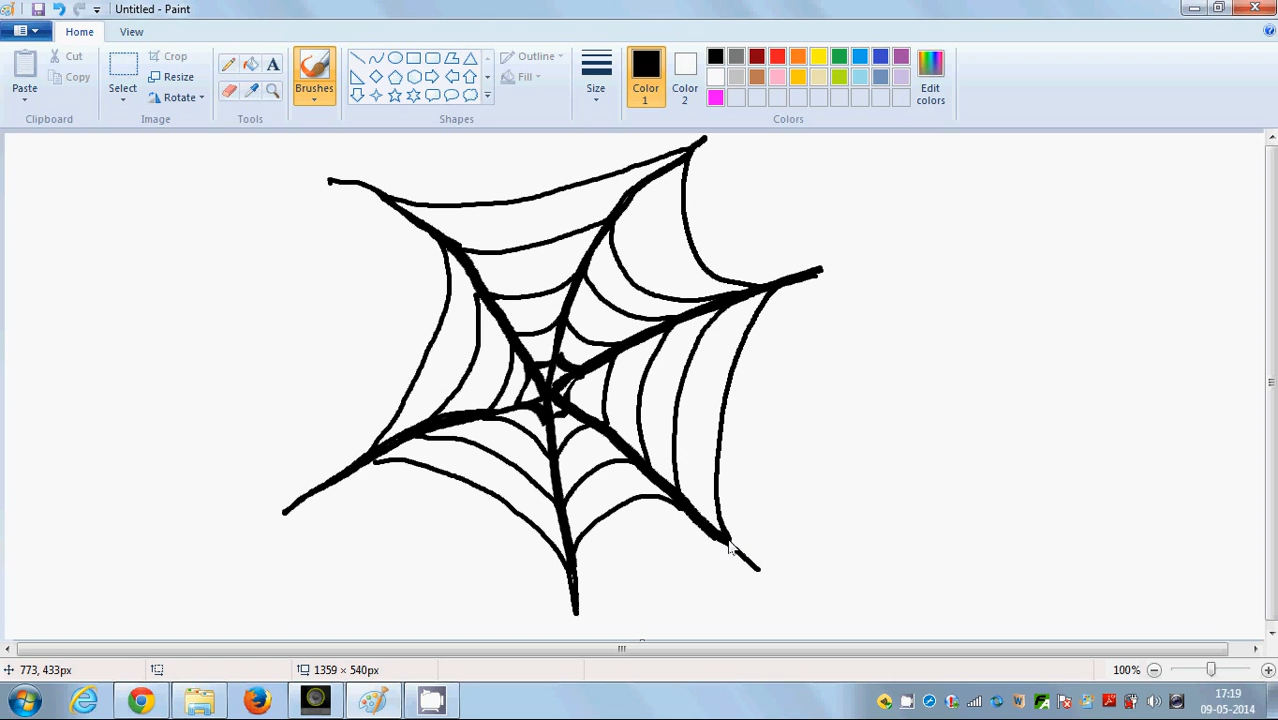 Untitled - Paint
Home
View
Paste
Cut
Copy
Clipboard
Select
Crop
Resize
Rotate
Image
A
Tools
Brushes
Outline
Fill
Shapes
Size
Color 1
Color 2
Edit colors
Colors
773, 433px
1359 × 540px
100%
17:19
09-05-2014